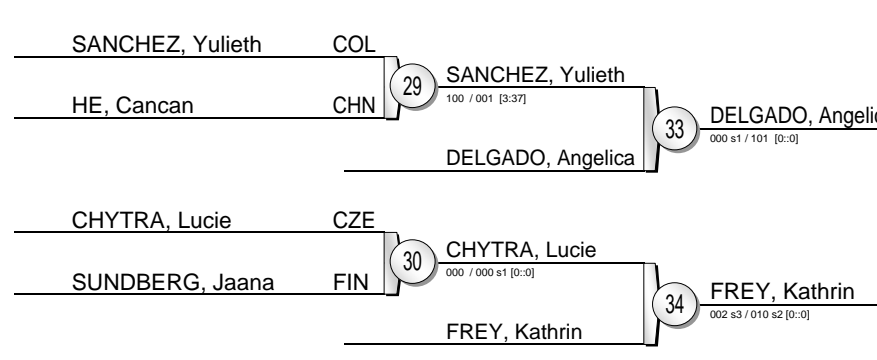 SANCHEZ, Yulieth COL
29
SANCHEZ, Yulieth
100 / 001 [3:37]
HE, Cancan CHN
33
DELGADO, Angelic
000 s1 / 101 [0::0]
DELGADO, Angelica
CHYTRA, Lucie CZE
30
CHYTRA, Lucie
000 / 000 s1 [0::0]
SUNDBERG, Jaana FIN
34
FREY, Kathrin
002 s3 / 010 s2 [0::0]
FREY, Kathrin